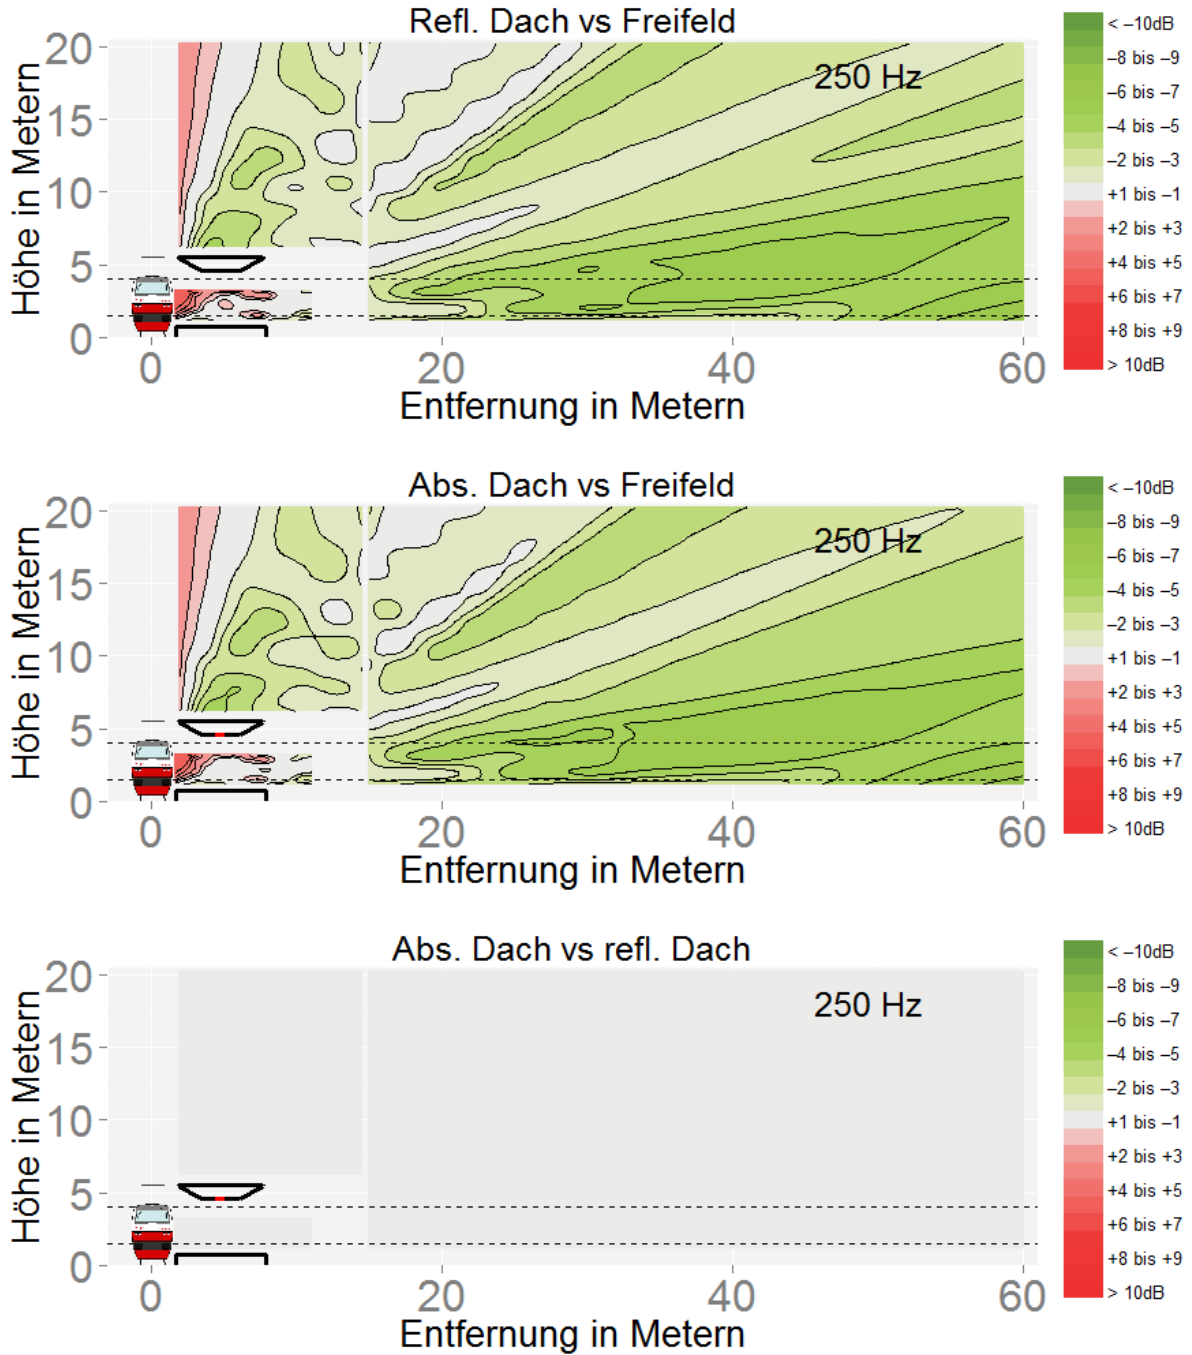 Refl. Dach vs Freifeld
250 Hz
Höhe in Metern
20
15
10
5
0
0
20
40
60
Entfernung in Metern
< –10dB
–8 bis –9
–6 bis –7
–4 bis –5
–2 bis –3
+1 bis –1
+2 bis +3
+4 bis +5
+6 bis +7
+8 bis +9
> 10dB
Abs. Dach vs Freifeld
250 Hz
Höhe in Metern
20
15
10
5
0
0
20
40
60
Entfernung in Metern
< –10dB
–8 bis –9
–6 bis –7
–4 bis –5
–2 bis –3
+1 bis –1
+2 bis +3
+4 bis +5
+6 bis +7
+8 bis +9
> 10dB
Abs. Dach vs refl. Dach
250 Hz
Höhe in Metern
20
15
10
5
0
0
20
40
60
Entfernung in Metern
< –10dB
–8 bis –9
–6 bis –7
–4 bis –5
–2 bis –3
+1 bis –1
+2 bis +3
+4 bis +5
+6 bis +7
+8 bis +9
> 10dB